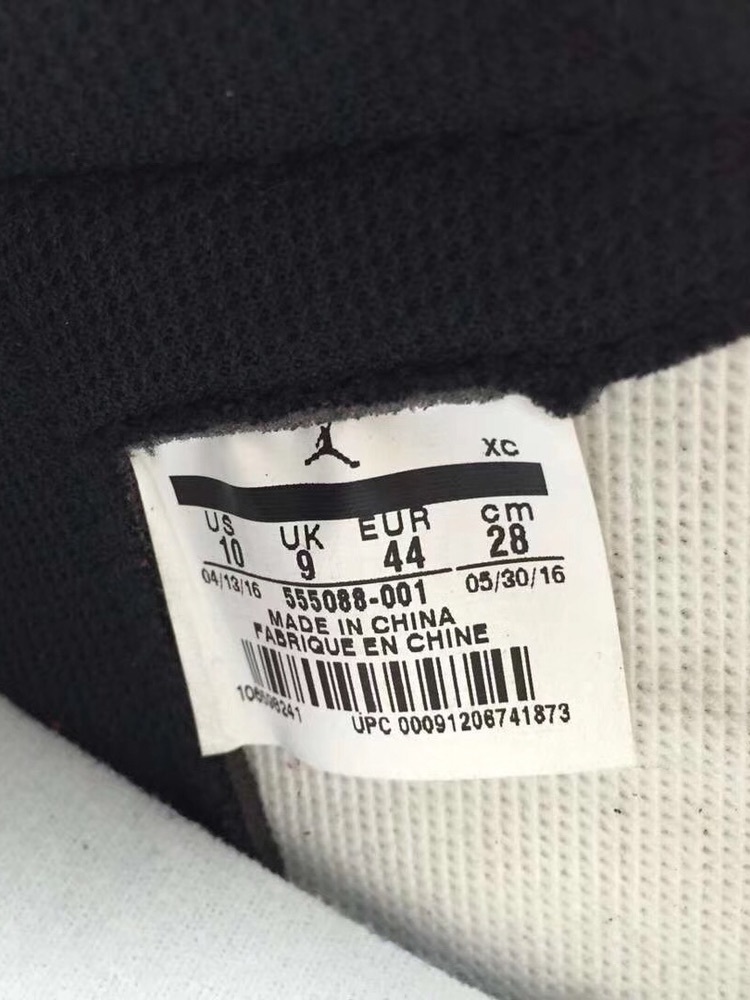 XC
US UK EUR cm
10 9 44 28
04/13/16 555088-001 05/30/16
MADE IN CHINA
FABRIQUE EN CHINE
UPC 00091206741873